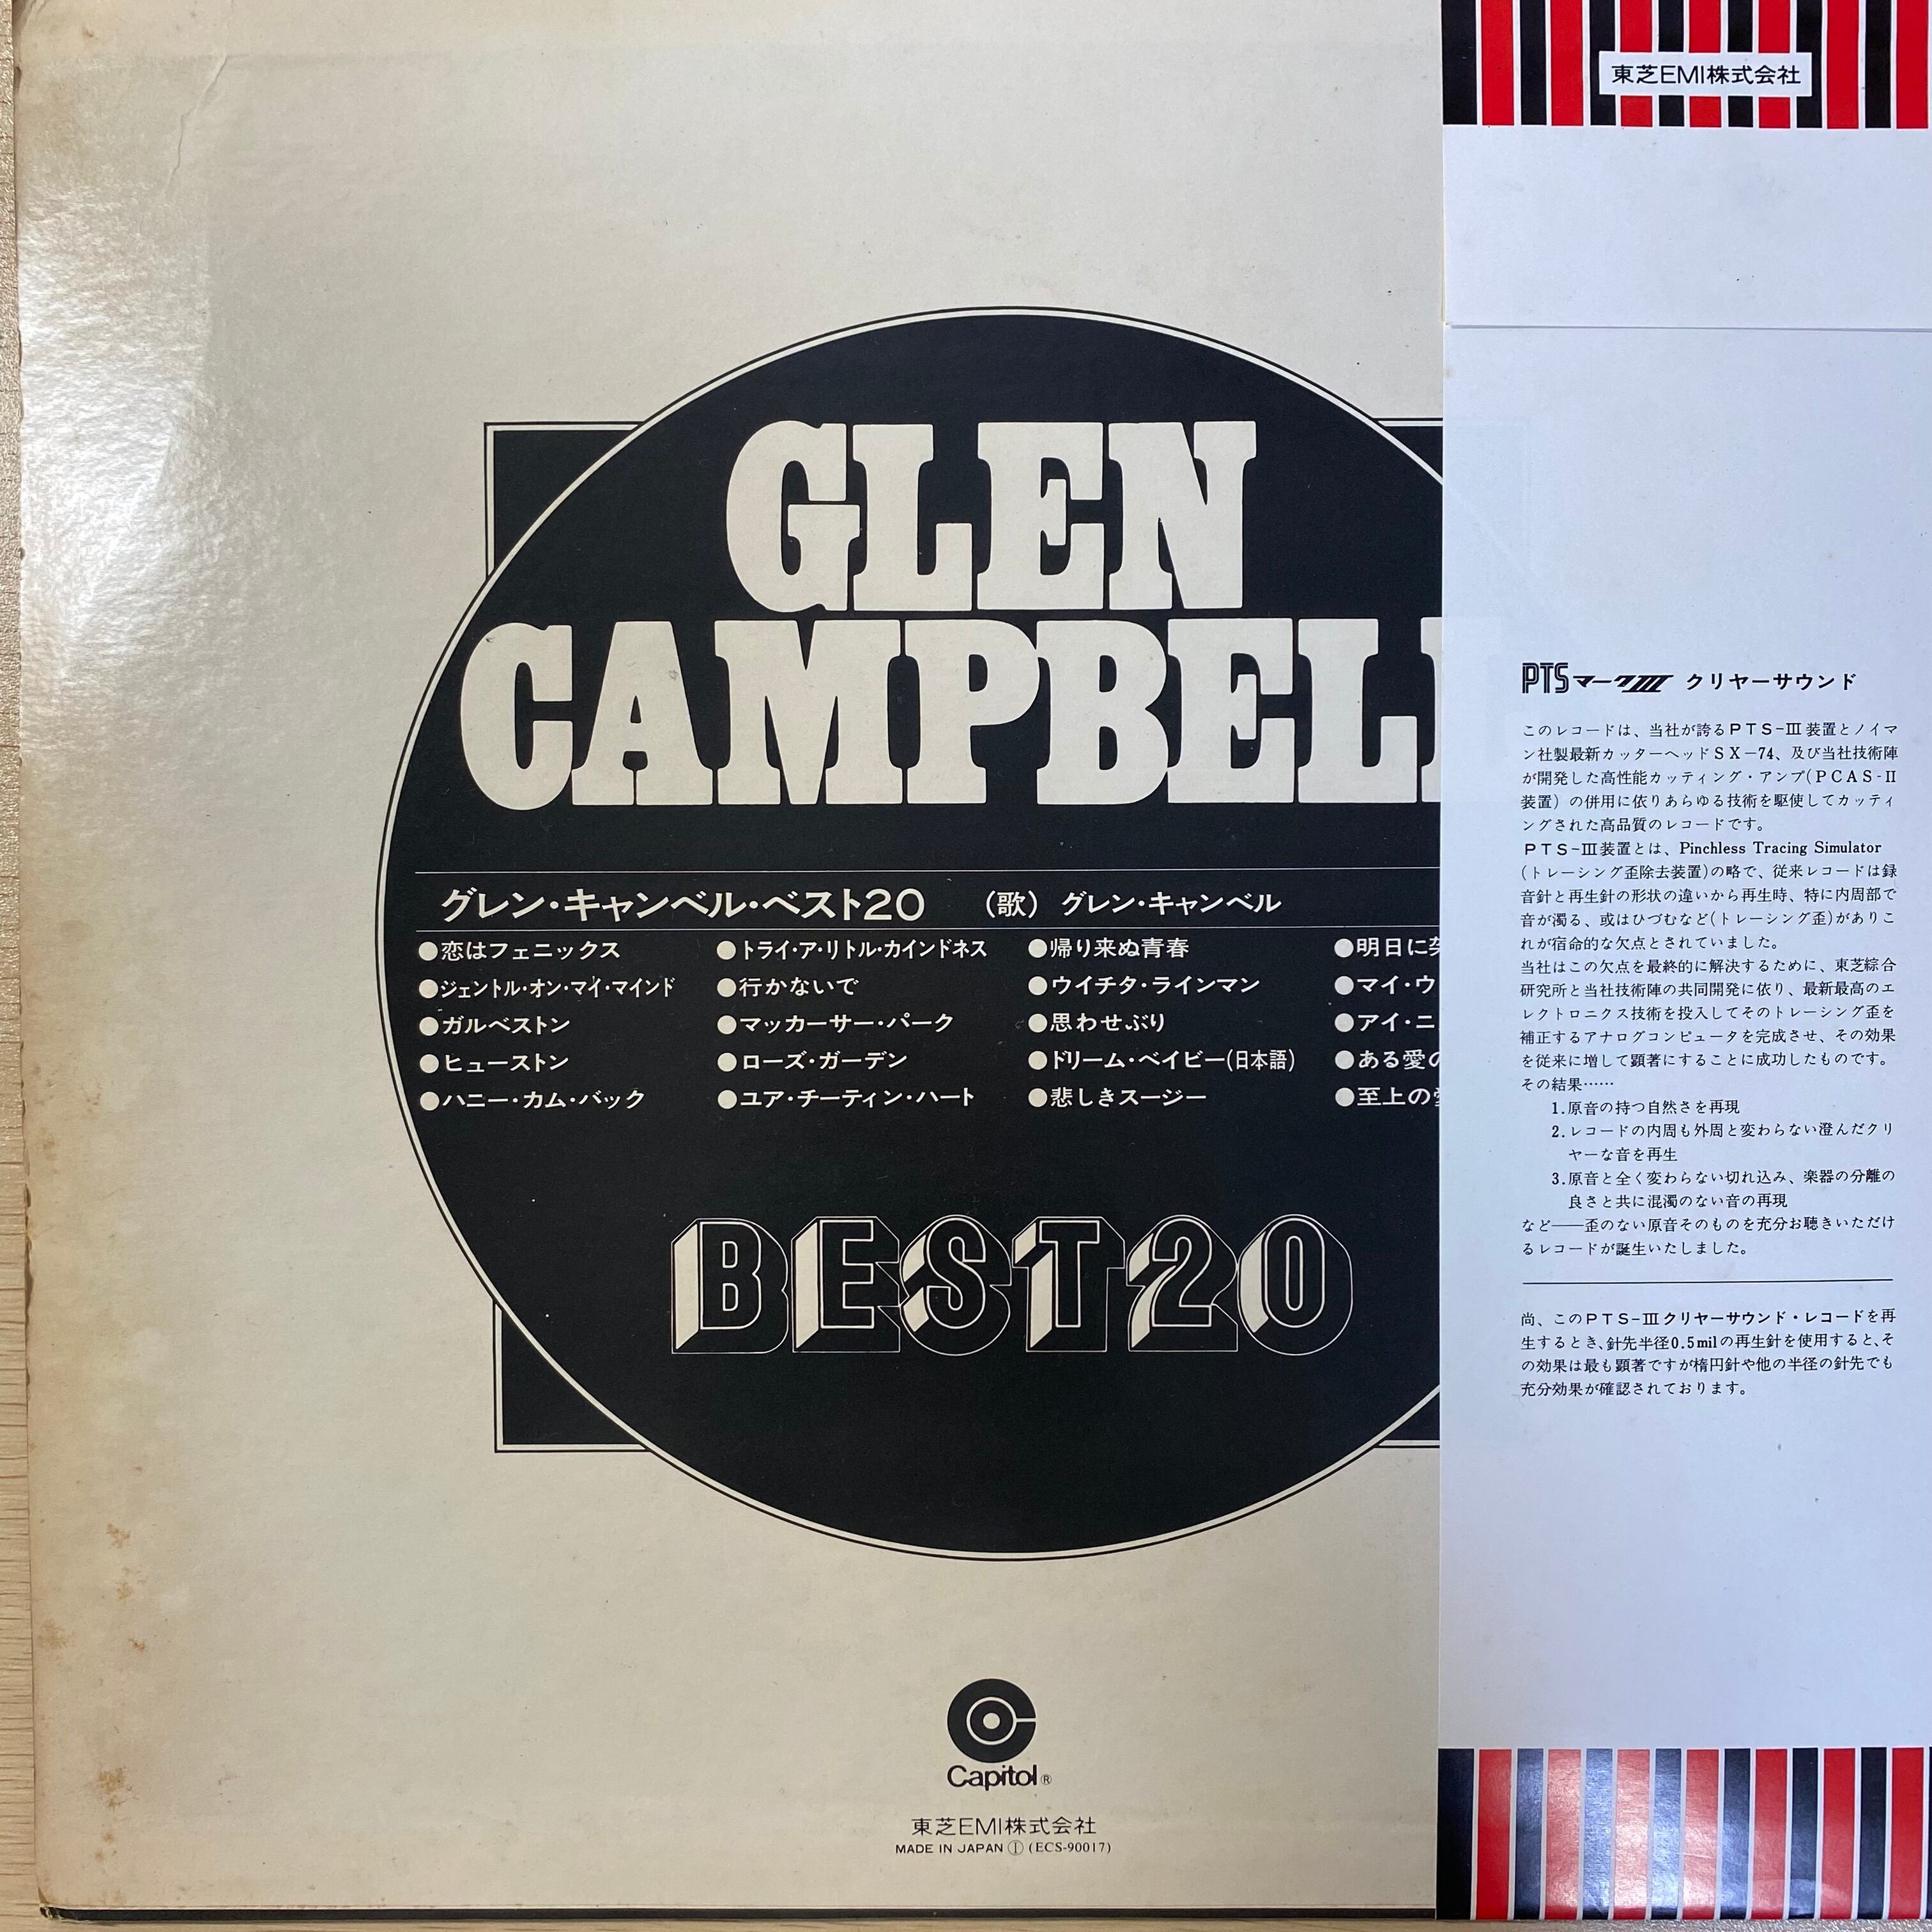 東芝EMI株式会社
GLEN
CAMPBELL
グレン・キャンベル・ベスト20 (歌) グレン・キャンベル
●恋はフェニックス
●ジェントル・オン・マイ・マインド
●ガルベストン
●ヒューストン
●ハニー・カム・バック
●トライ・ア・リトル・カインドネス
●行かないで
●マッカーサー・パーク
●ローズ・ガーデン
●ユア・チーティン・ハート
●帰り来ぬ青春
●ウイチタ・ラインマン
●思わせぶり
●ドリーム・ベイビー(日本語)
●悲しきスージー
●明日に
●マイ・ウ
●アイ・ニ
●ある愛の
●至上の
BEST20
Capitol®
東芝EMI株式会社
MADE IN JAPAN Ⓘ (ECS-90017)
PTSマークIII クリヤーサウンド
このレコードは、当社が誇るPTS-III装置とノイマ
ン社製最新カッターヘッドSX-74、及び当社技術陣
が開発した高性能カッティング・アンプ(PCAS-II
装置)の併用に依りあらゆる技術を駆使してカッティ
ングされた高品質のレコードです。
PTS-III装置とは、Pinchless Tracing Simulator
(トレーシング歪除去装置)の略で、従来レコードは録
音針と再生針の形状の違いから再生時、特に内周部で
音が濁る、或はひづむなど(トレーシング歪)がありこ
れが宿命的な欠点とされていました。
当社はこの欠点を最終的に解決するために、東芝綜合
研究所と当社技術陣の共同開発に依り、最新最高のエ
レクトロニクス技術を投入してそのトレーシング歪を
補正するアナログコンピュータを完成させ、その効果
を従来に増して顕著にすることに成功したものです。
その結果……
1.原音の持つ自然さを再現
2.レコードの内周も外周と変わらない澄んだクリ
ヤーな音を再生
3.原音と全く変わらない切れ込み、楽器の分離の
良さと共に混濁のない音の再現
など――歪のない原音そのものを充分お聴きいただけ
るレコードが誕生いたしました。
尚、このPTS-IIIクリヤーサウンド・レコードを再
生するとき、針先半径0.5milの再生針を使用すると、そ
の効果は最も顕著ですが楕円針や他の半径の針先でも
充分効果が確認されております。